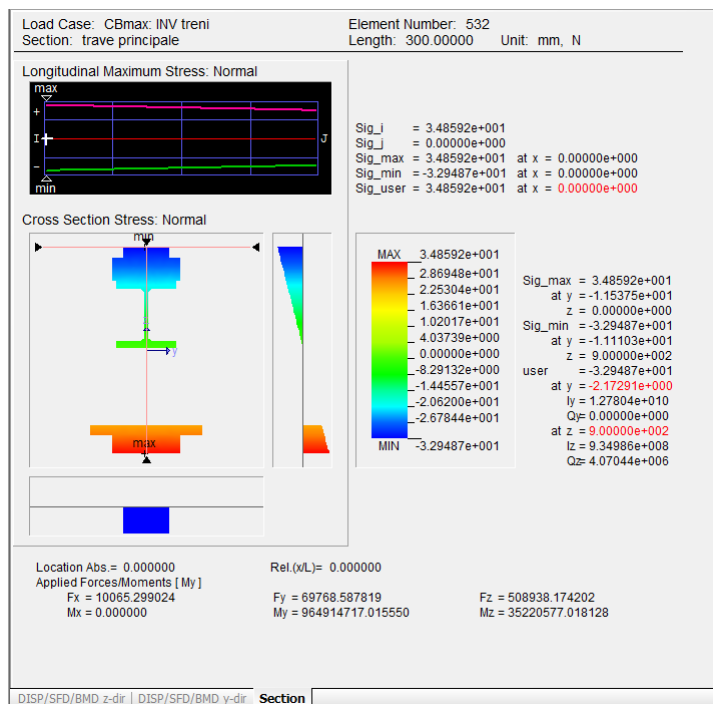 Load Case: CBmax: INV treni Element Number: 532
Section: trave principale Length: 300.00000 Unit: mm, N
Longitudinal Maximum Stress: Normal
max
+
I
J
-
min
Sig_i = 3.48592e+001
Sig_j = 0.00000e+000
Sig_max = 3.48592e+001 at x = 0.00000e+000
Sig_min = -3.29487e+001 at x = 0.00000e+000
Sig_user = 3.48592e+001 at x = 0.00000e+000
Cross Section Stress: Normal
min
y
max
MAX 3.48592e+001
2.86948e+001
2.25304e+001
1.63661e+001
1.02017e+001
4.03739e+000
0.00000e+000
-8.29132e+000
-1.44557e+001
-2.06200e+001
-2.67844e+001
MIN -3.29487e+001
Sig_max = 3.48592e+001
at y = -1.15375e+001
z = 0.00000e+000
Sig_min = -3.29487e+001
at y = -1.11103e+001
z = 9.00000e+002
user = -3.29487e+001
at y = -2.17291e+000
Iy = 1.27804e+010
Qy= 0.00000e+000
at z = 9.00000e+002
Iz = 9.34986e+008
Qz= 4.07044e+006
Location Abs.= 0.000000 Rel.(x/L)= 0.000000
Applied Forces/Moments [ My ]
Fx = 10065.299024 Fy = 69768.587819 Fz = 508938.174202
Mx = 0.000000 My = 964914717.015550 Mz = 35220577.018128
DISP/SFD/BMD z-dir DISP/SFD/BMD y-dir Section